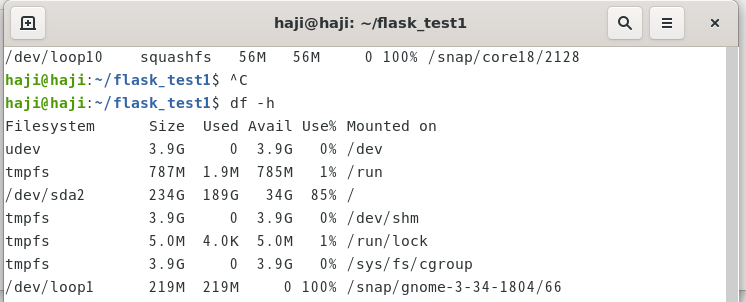 haji@haji: ~/flask_test1
/dev/loop10    squashfs   56M   56M     0 100% /snap/core18/2128
haji@haji:~/flask_test1$ ^C
haji@haji:~/flask_test1$ df -h
Filesystem      Size  Used Avail Use% Mounted on
udev            3.9G     0  3.9G   0% /dev
tmpfs           787M  1.9M  785M   1% /run
/dev/sda2       234G  189G   34G  85% /
tmpfs           3.9G     0  3.9G   0% /dev/shm
tmpfs           5.0M  4.0K  5.0M   1% /run/lock
tmpfs           3.9G     0  3.9G   0% /sys/fs/cgroup
/dev/loop1      219M  219M     0 100% /snap/gnome-3-34-1804/66